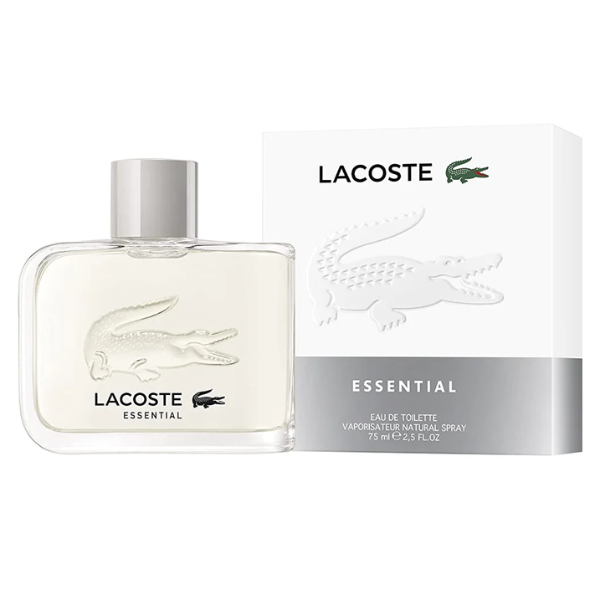 LACOSTE
ESSENTIAL
LACOSTE
ESSENTIAL
EAU DE TOILETTE
VAPORISATEUR NATURAL SPRAY
75 ml ℮ 2,5 FL.OZ